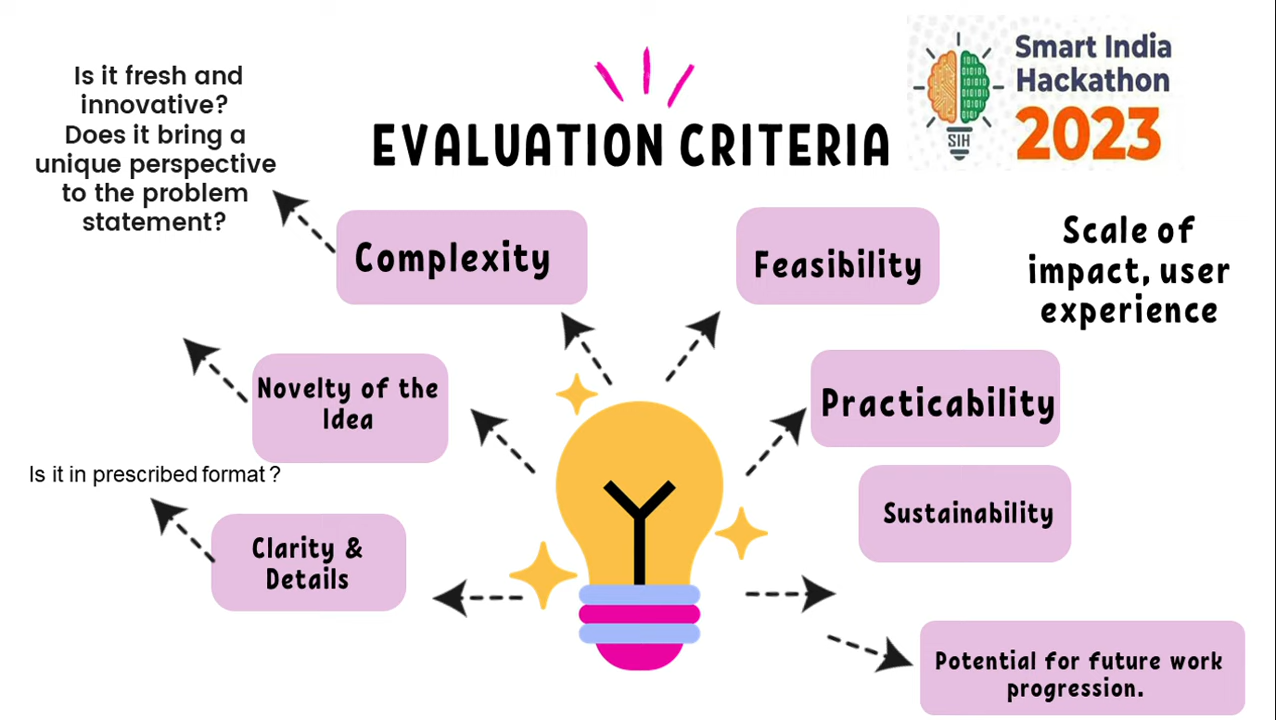 Is it fresh and
innovative?
Does it bring a
unique perspective
to the problem
statement?
EVALUATION CRITERIA
SIH
Smart India
Hackathon
2023
Complexity
Feasibility
Scale of
impact, user
experience
Novelty of the
Idea
Practicability
Is it in prescribed format ?
Sustainability
Clarity &
Details
Potential for future work
progression.